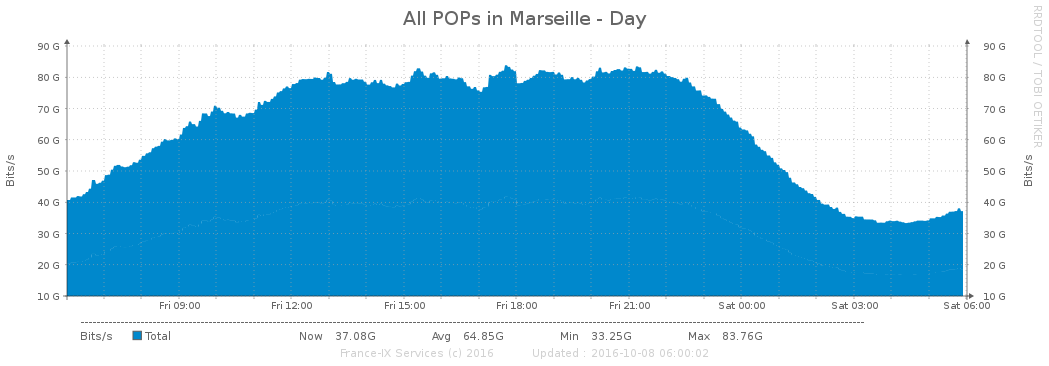 All POPs in Marseille - Day
RRDTOOL / TOBI OETIKER
90 G 90 G
80 G 80 G
70 G 70 G
60 G 60 G
50 G 50 G
40 G 40 G
30 G 30 G
20 G 20 G
10 G 10 G
Bits/s
Bits/s
Fri 09:00 Fri 12:00 Fri 15:00 Fri 18:00 Fri 21:00 Sat 00:00 Sat 03:00 Sat 06:00
Bits/s Total Now 37.08G Avg 64.85G Min 33.25G Max 83.76G
France-IX Services (c) 2016 Updated : 2016-10-08 06:00:02